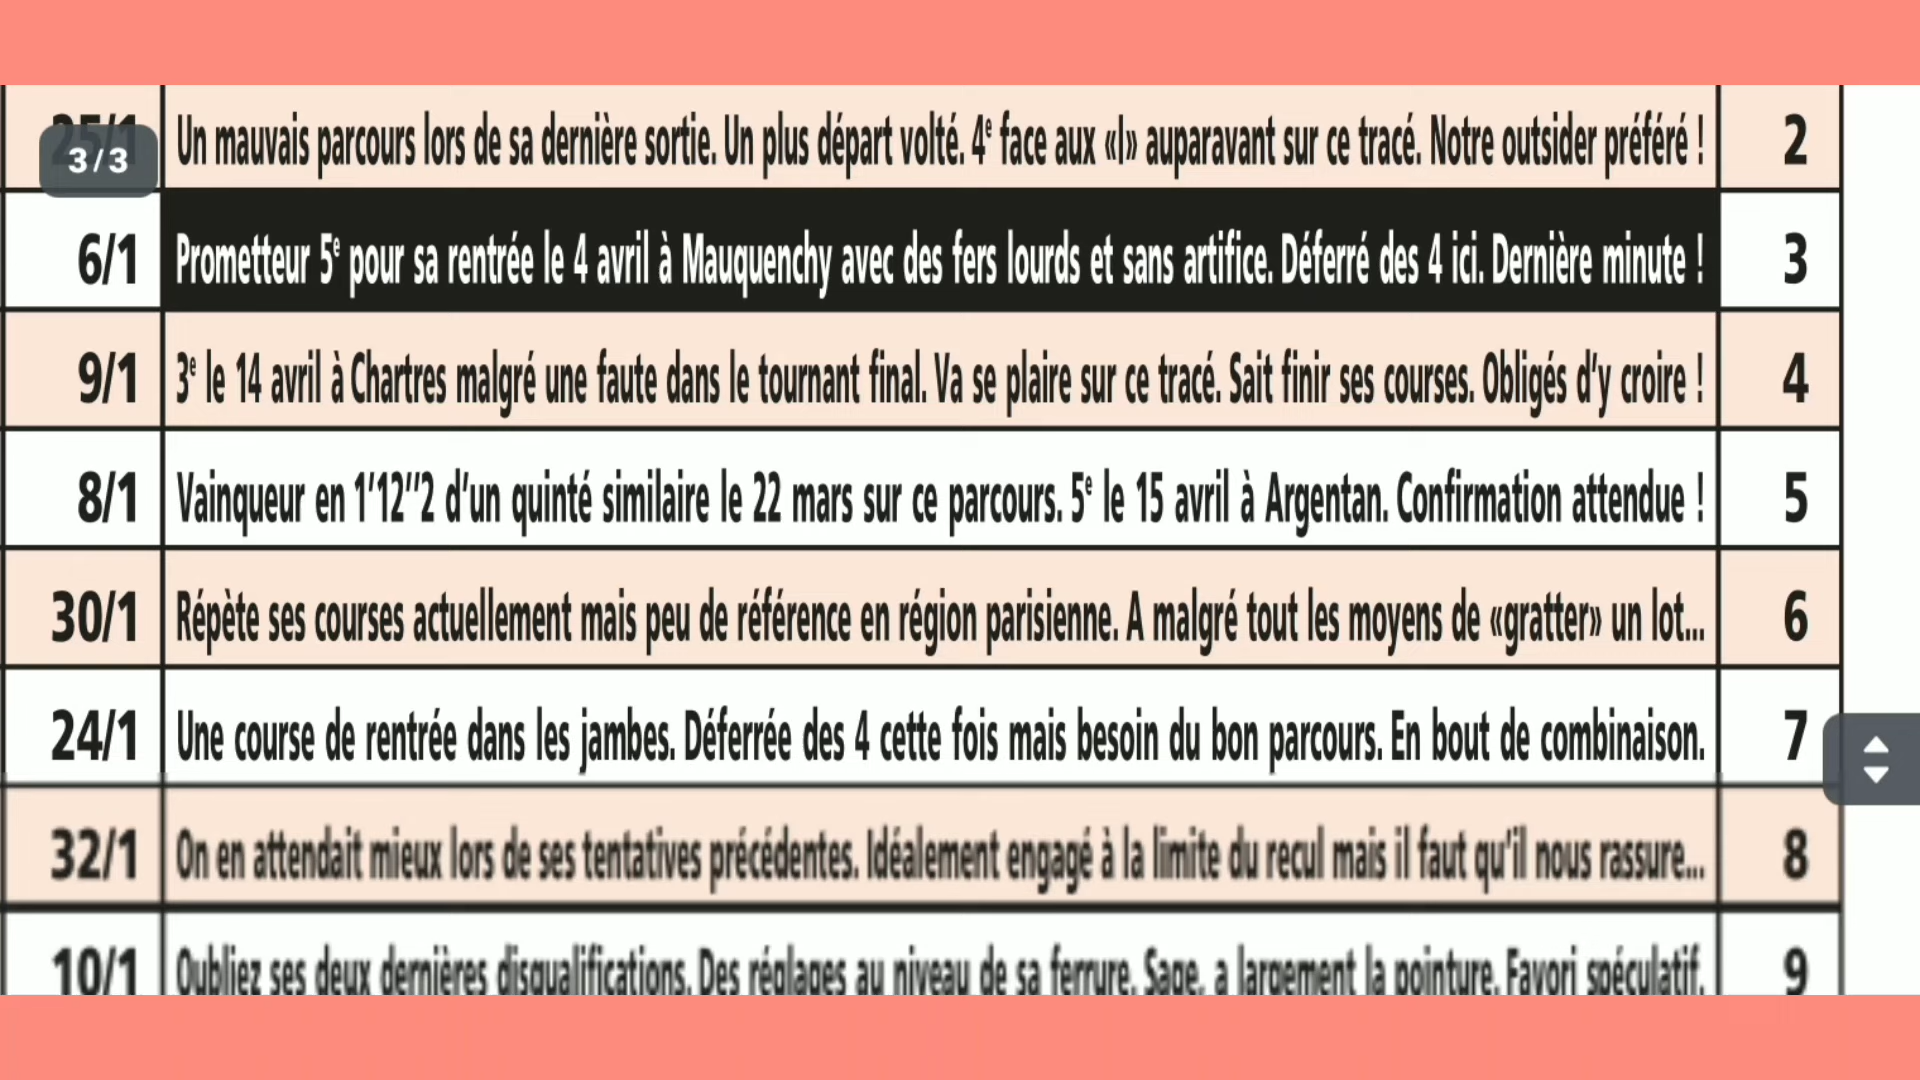 25/1 Un mauvais parcours lors de sa dernière sortie. Un plus départ volté. 4e face aux «I» auparavant sur ce tracé. Notre outsider préféré ! 2
3/3
6/1 Prometteur 5e pour sa rentrée le 4 avril à Mauquenchy avec des fers lourds et sans artifice. Déferré des 4 ici. Dernière minute ! 3
9/1 3e le 14 avril à Chartres malgré une faute dans le tournant final. Va se plaire sur ce tracé. Sait finir ses courses. Obligés d'y croire ! 4
8/1 Vainqueur en 1'12''2 d'un quinté similaire le 22 mars sur ce parcours. 5e le 15 avril à Argentan. Confirmation attendue ! 5
30/1 Répète ses courses actuellement mais peu de référence en région parisienne. A malgré tout les moyens de «gratter» un lot... 6
24/1 Une course de rentrée dans les jambes. Déferrée des 4 cette fois mais besoin du bon parcours. En bout de combinaison. 7
32/1 On en attendait mieux lors de ses tentatives précédentes. Idéalement engagé à la limite du recul mais il faut qu'il nous rassure... 8
10/1 Oubliez ses deux dernières disqualifications. Des réglages au niveau de sa ferrure. Sage, a largement la pointure. Favori spéculatif. 9